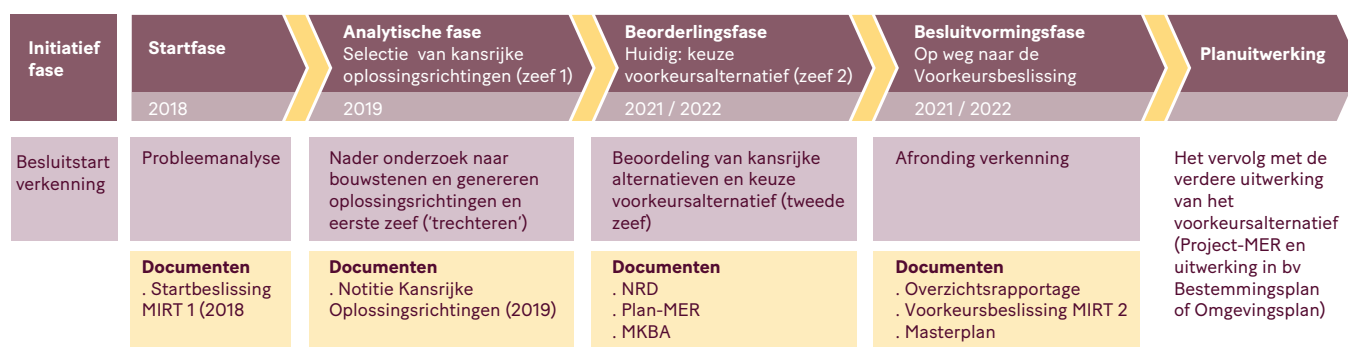 Initiatief
fase
Startfase
2018
Analytische fase
Selectie van kansrijke
oplossingsrichtingen (zeef 1)
2019
Beorderlingsfase
Huidig: keuze
voorkeursalternatief (zeef 2)
2021 / 2022
Besluitvormingsfase
Op weg naar de
Voorkeursbeslissing
2021 / 2022
Planuitwerking
Besluitstart
verkenning
Probleemanalyse
Nader onderzoek naar
bouwstenen en genereren
oplossingsrichtingen en
eerste zeef (‘trechteren’)
Beoordeling van kansrijke
alternatieven en keuze
voorkeursalternatief (tweede
zeef)
Afronding verkenning
Het vervolg met de
verdere uitwerking
van het
voorkeursalternatief
(Project-MER en
uitwerking in bv
Bestemmingsplan
of Omgevingsplan)
Documenten
. Startbeslissing
MIRT 1 (2018
Documenten
. Notitie Kansrijke
Oplossingsrichtingen (2019)
Documenten
. NRD
. Plan-MER
. MKBA
Documenten
. Overzichtsrapportage
. Voorkeursbeslissing MIRT 2
. Masterplan